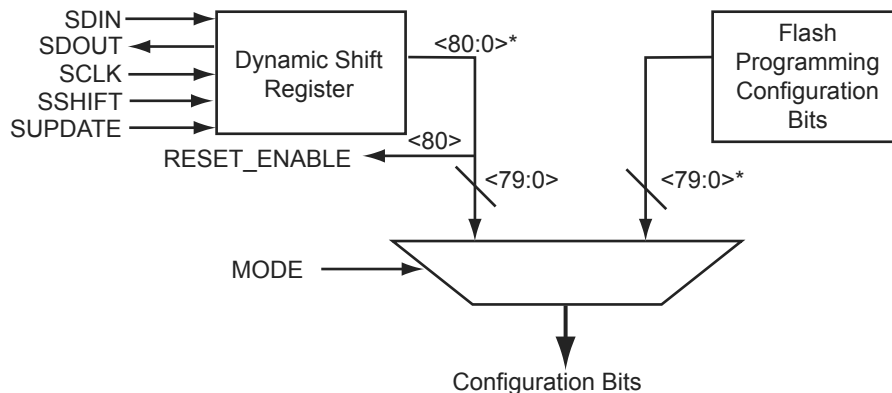 SDIN
SDOUT
SCLK
SSHIFT
SUPDATE
Dynamic Shift
Register
<80:0>*
Flash
Programming
Configuration
Bits
<80>
RESET_ENABLE
<79:0>
<79:0>*
MODE
Configuration Bits